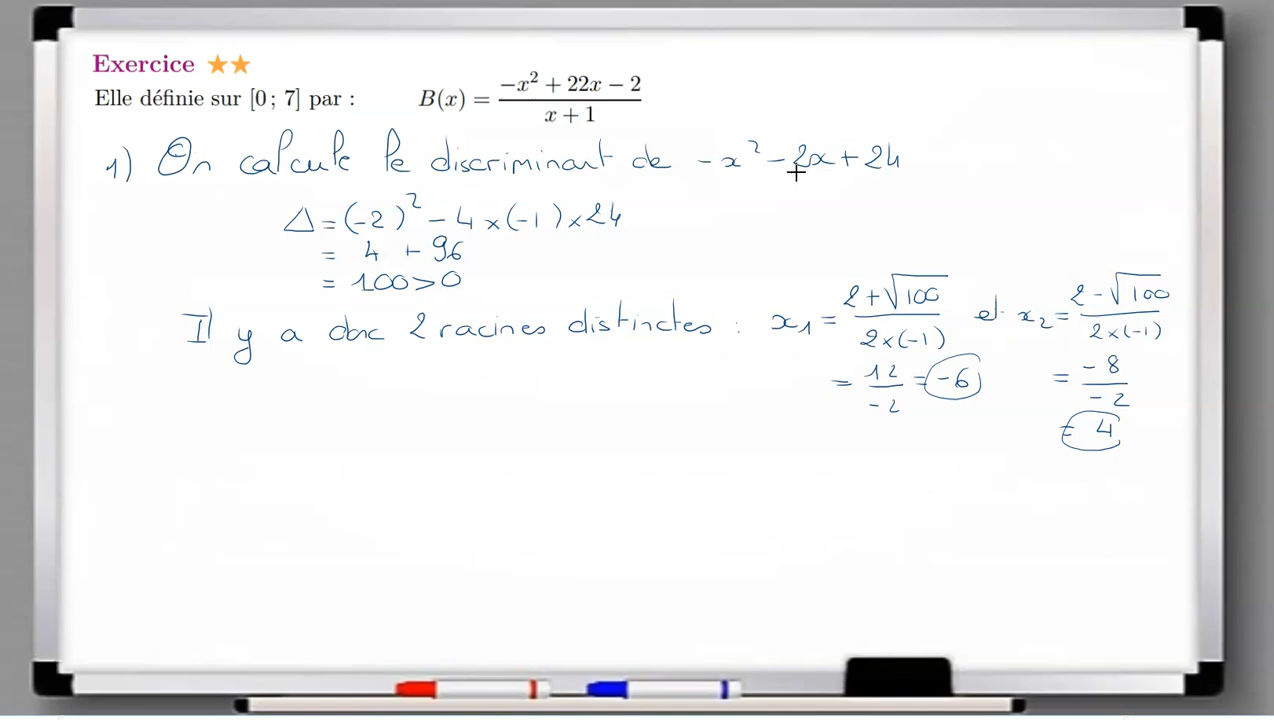 Exercice ★★
Elle définie sur [0 ; 7] par : B(x) = (-x² + 22x - 2)/(x + 1)
1) On calcule le discriminant de -x² - 2x + 24
Δ = (-2)² - 4 × (-1) × 24
= 4 + 96
= 100 > 0
Il y a donc 2 racines distinctes : x₁ = (2 + √100)/(2 × (-1)) et x₂ = (2 - √100)/(2 × (-1))
= 12/-2 = -6
= -8/-2
= 4